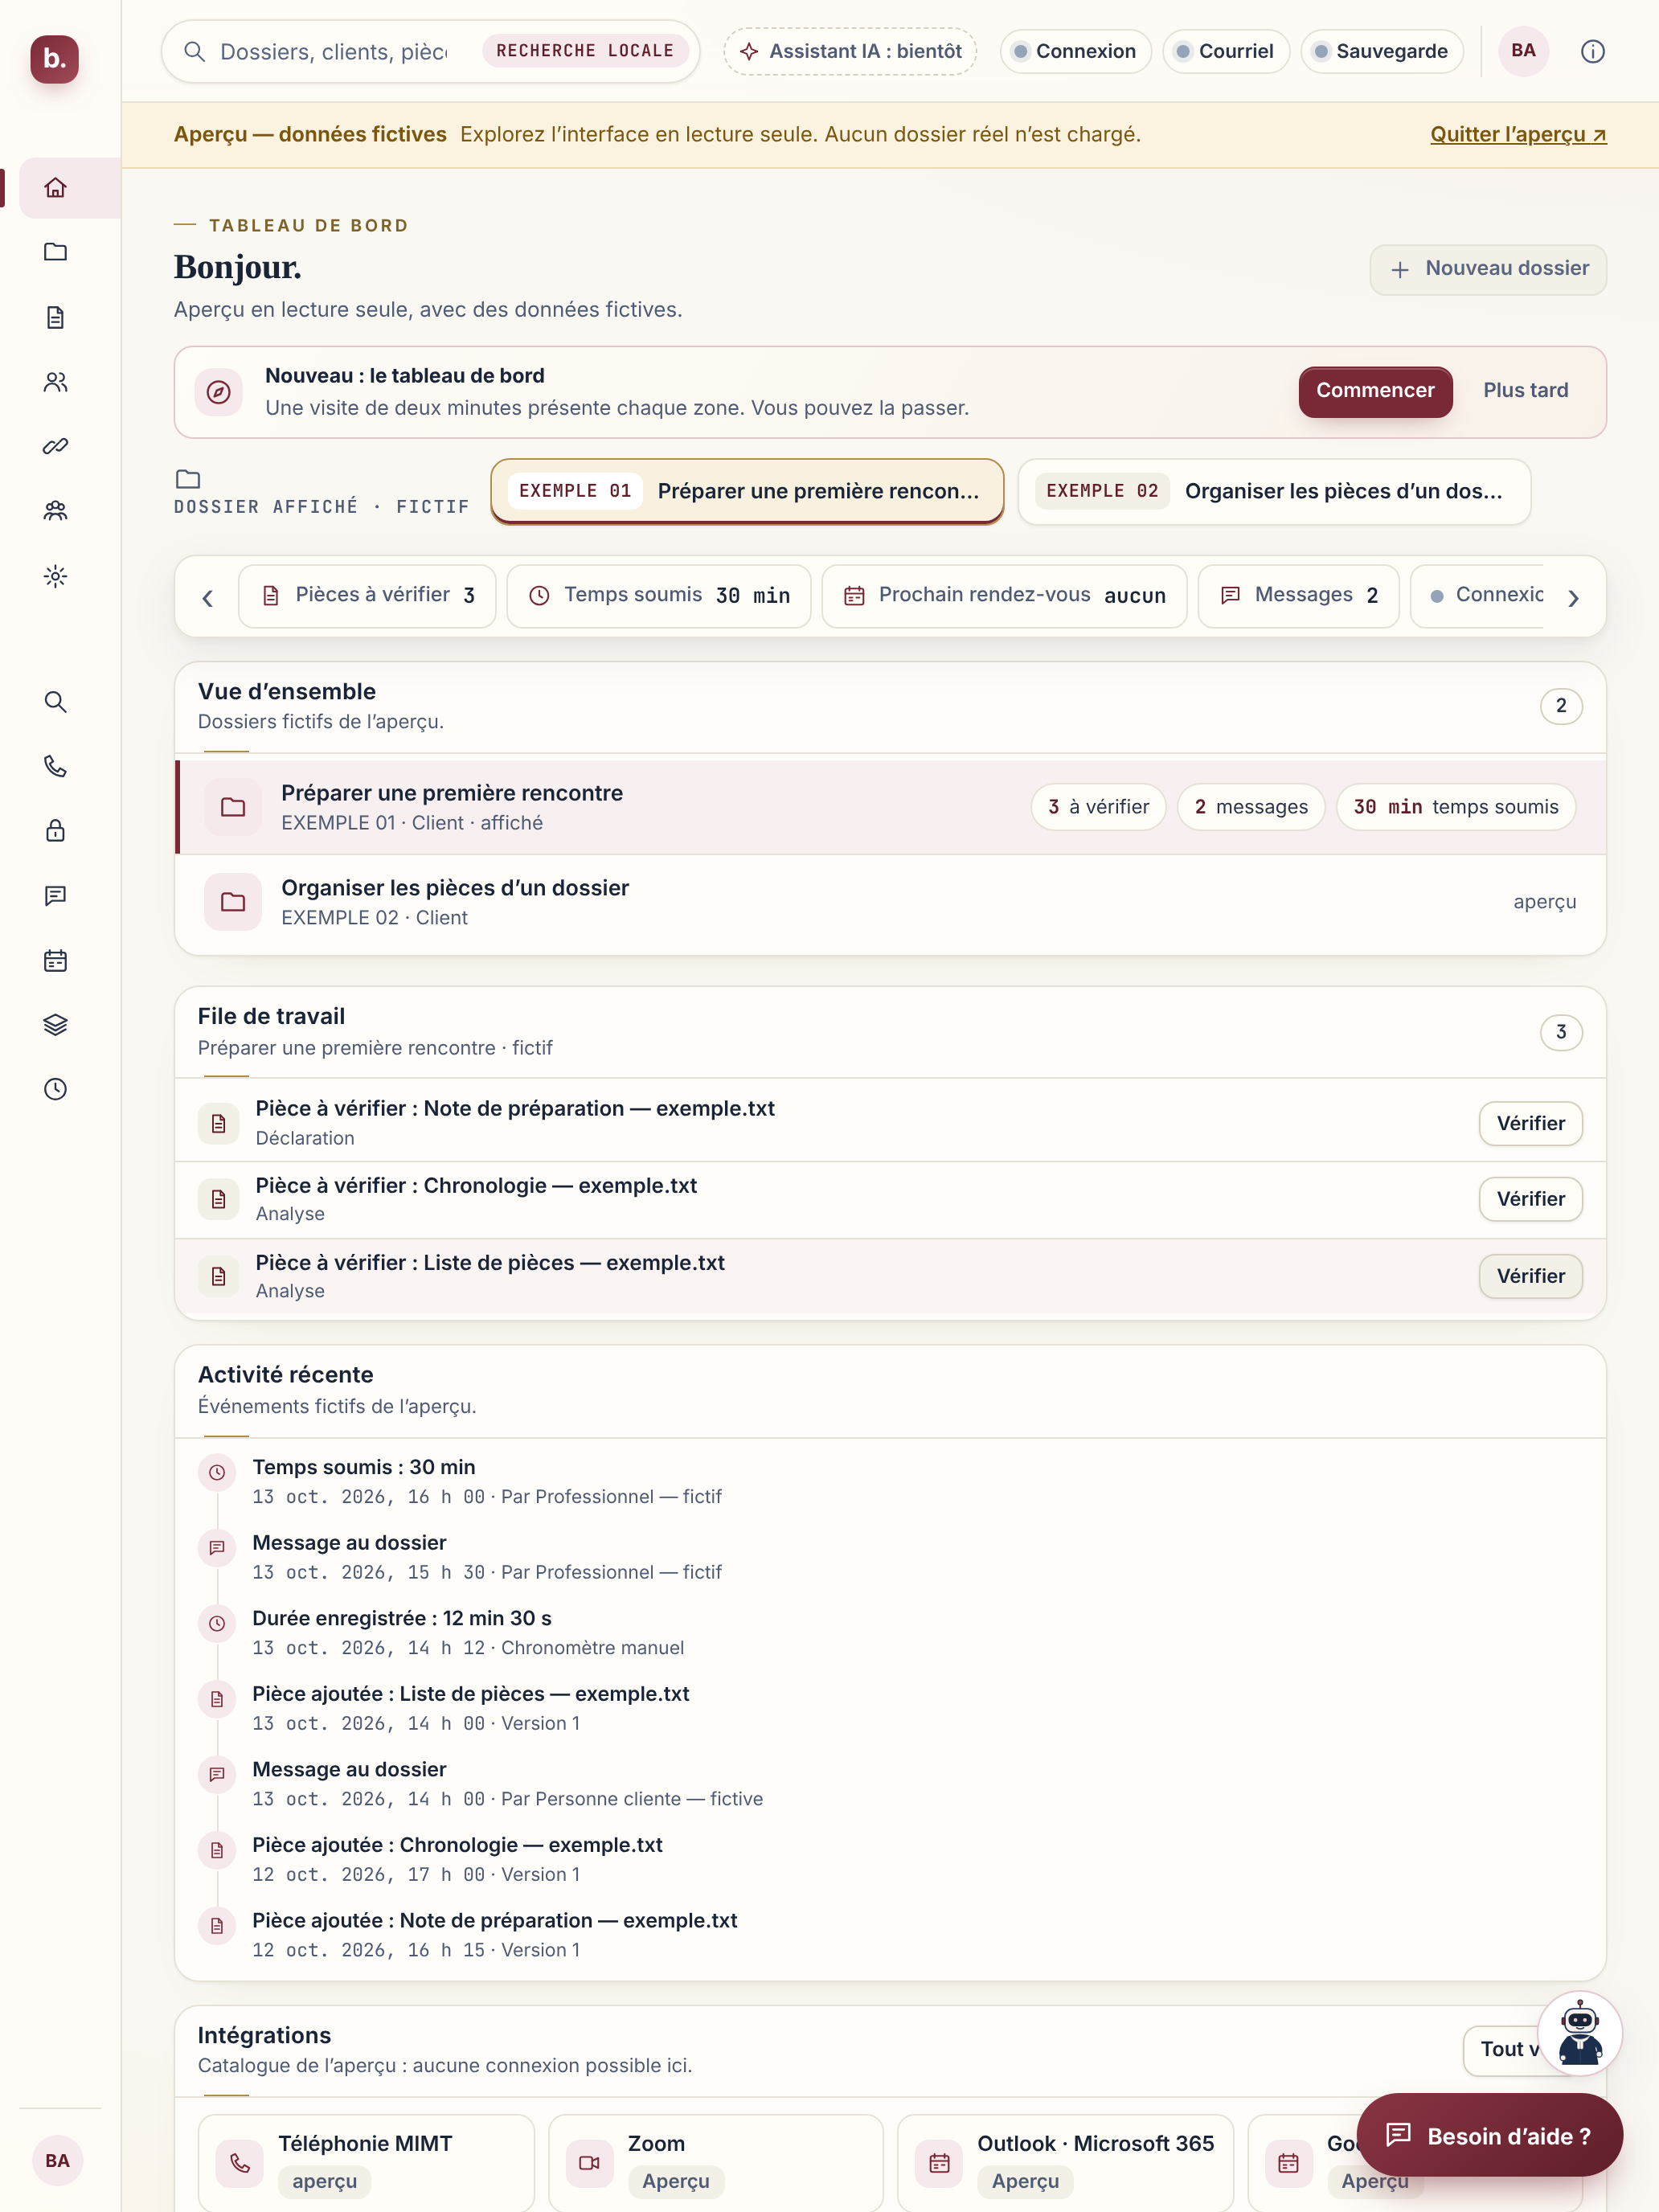 b.
Dossiers, clients, pièc
RECHERCHE LOCALE
Assistant IA : bientôt
Connexion
Courriel
Sauvegarde
BA
Aperçu — données fictives Explorez l’interface en lecture seule. Aucun dossier réel n’est chargé.
Quitter l’aperçu ↗
TABLEAU DE BORD
Bonjour.
Aperçu en lecture seule, avec des données fictives.
Nouveau dossier
Nouveau : le tableau de bord
Une visite de deux minutes présente chaque zone. Vous pouvez la passer.
Commencer
Plus tard
DOSSIER AFFICHÉ · FICTIF
EXEMPLE 01 Préparer une première rencon...
EXEMPLE 02 Organiser les pièces d’un dos...
Pièces à vérifier 3
Temps soumis 30 min
Prochain rendez-vous aucun
Messages 2
Connexic
Vue d’ensemble
Dossiers fictifs de l’aperçu.
2
Préparer une première rencontre
EXEMPLE 01 · Client · affiché
3 à vérifier
2 messages
30 min temps soumis
Organiser les pièces d’un dossier
EXEMPLE 02 · Client
aperçu
File de travail
Préparer une première rencontre · fictif
3
Pièce à vérifier : Note de préparation — exemple.txt
Déclaration
Vérifier
Pièce à vérifier : Chronologie — exemple.txt
Analyse
Vérifier
Pièce à vérifier : Liste de pièces — exemple.txt
Analyse
Vérifier
Activité récente
Événements fictifs de l’aperçu.
Temps soumis : 30 min
13 oct. 2026, 16 h 00 · Par Professionnel — fictif
Message au dossier
13 oct. 2026, 15 h 30 · Par Professionnel — fictif
Durée enregistrée : 12 min 30 s
13 oct. 2026, 14 h 12 · Chronomètre manuel
Pièce ajoutée : Liste de pièces — exemple.txt
13 oct. 2026, 14 h 00 · Version 1
Message au dossier
13 oct. 2026, 14 h 00 · Par Personne cliente — fictive
Pièce ajoutée : Chronologie — exemple.txt
12 oct. 2026, 17 h 00 · Version 1
Pièce ajoutée : Note de préparation — exemple.txt
12 oct. 2026, 16 h 15 · Version 1
Intégrations
Catalogue de l’aperçu : aucune connexion possible ici.
Tout
Téléphonie MIMT
aperçu
Zoom
Aperçu
Outlook · Microsoft 365
Aperçu
Aperçu
Besoin d’aide ?
BA